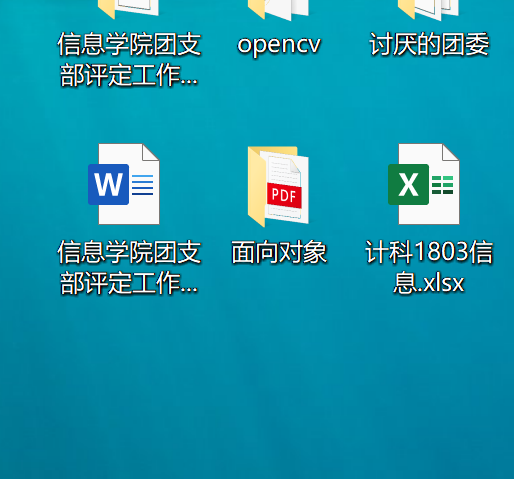 信息学院团支
部评定工作...
opencv
讨厌的团委
W
信息学院团支
部评定工作...
PDF
面向对象
X
计科1803信
息.xlsx